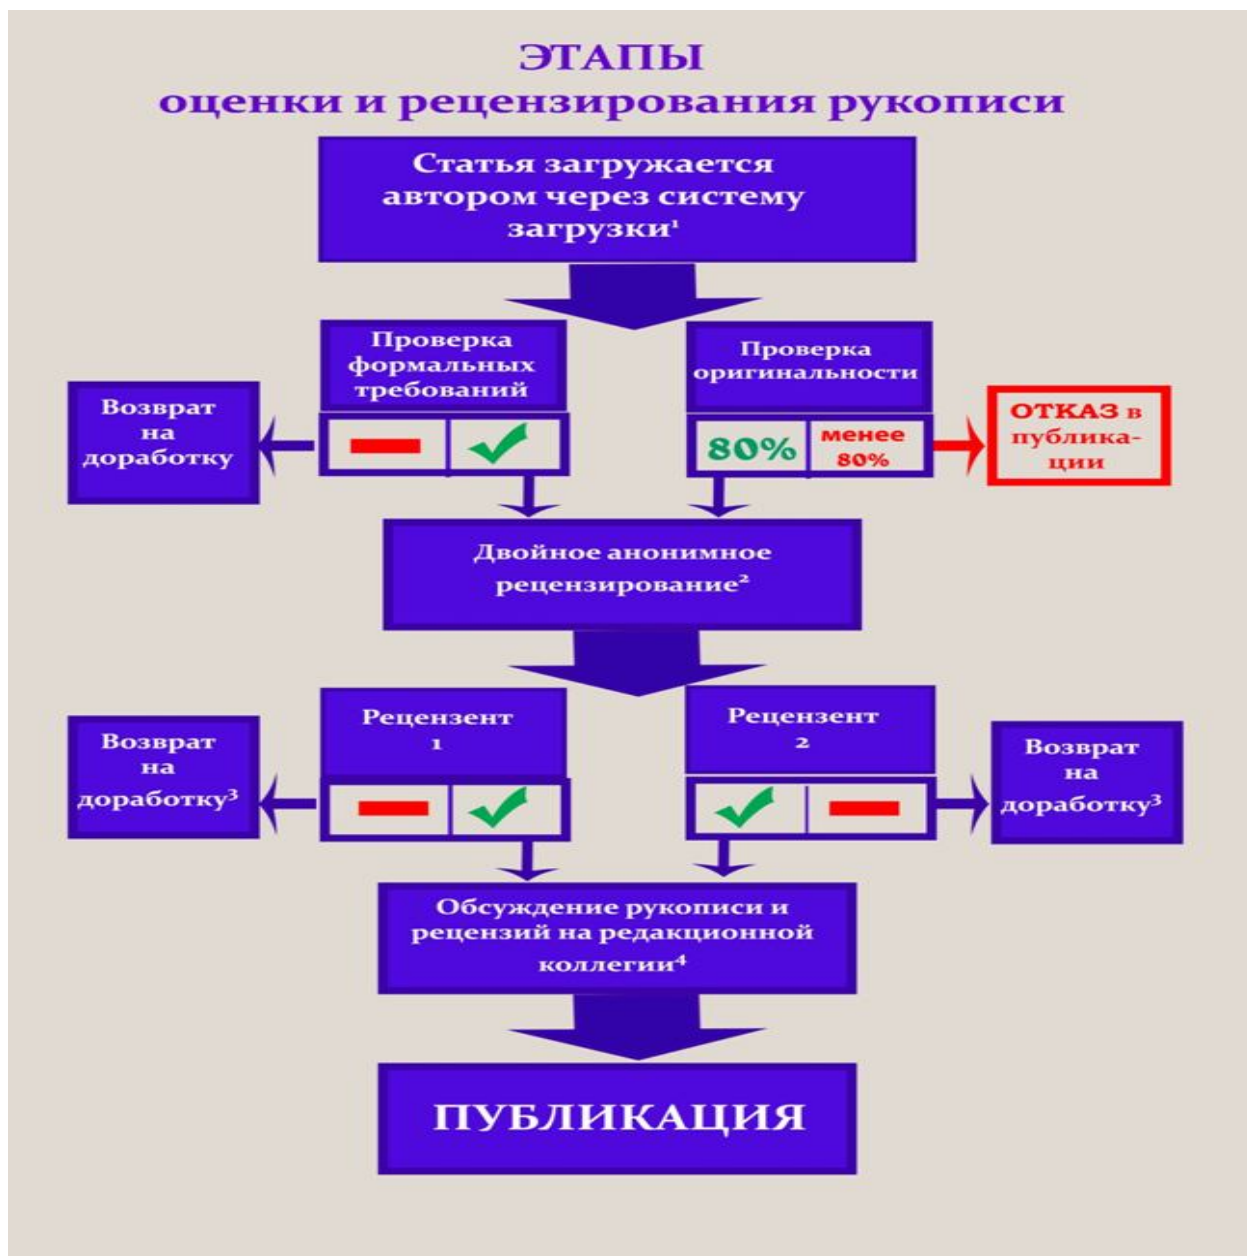 ЭТАПЫ
оценки и рецензирования рукописи
Статья загружается
автором через систему
загрузки¹
Проверка
формальных
требований
Проверка
оригинальности
Возврат
на
доработку
80%
менее
80%
ОТКАЗ в
публика-
ции
Двойное анонимное
рецензирование²
Рецензент
1
Рецензент
2
Возврат
на
доработку³
Возврат
на
доработку³
Обсуждение рукописи и
рецензий на редакционной
коллегии⁴
ПУБЛИКАЦИЯ